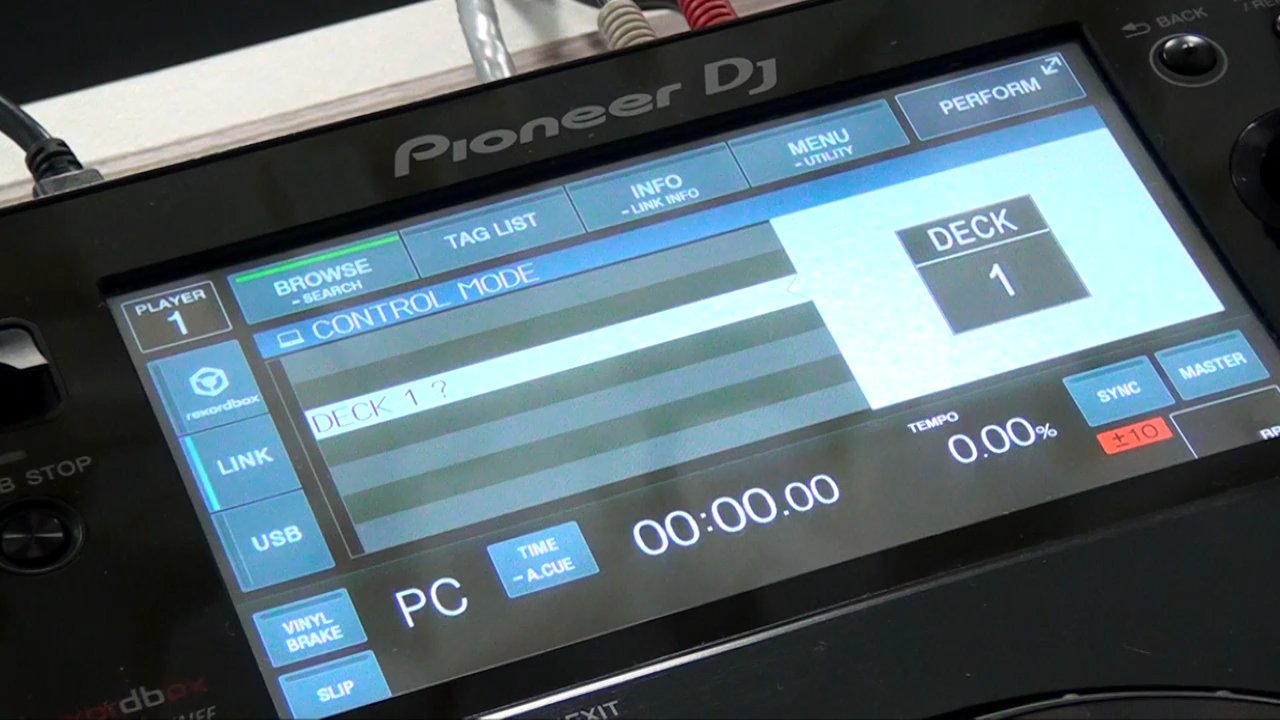 BACK
Pioneer DJ
PERFORM
MENU
- UTILITY
INFO
- LINK INFO
TAG LIST
BROWSE
- SEARCH
PLAYER
1
CONTROL MODE
DECK
1
rekordbox
DECK 1 ?
LINK
USB
MASTER
SYNC
TEMPO
0.00%
±10
00:00.00
TIME
- A.CUE
PC
VINYL
BRAKE
SLIP
STOP
EXIT